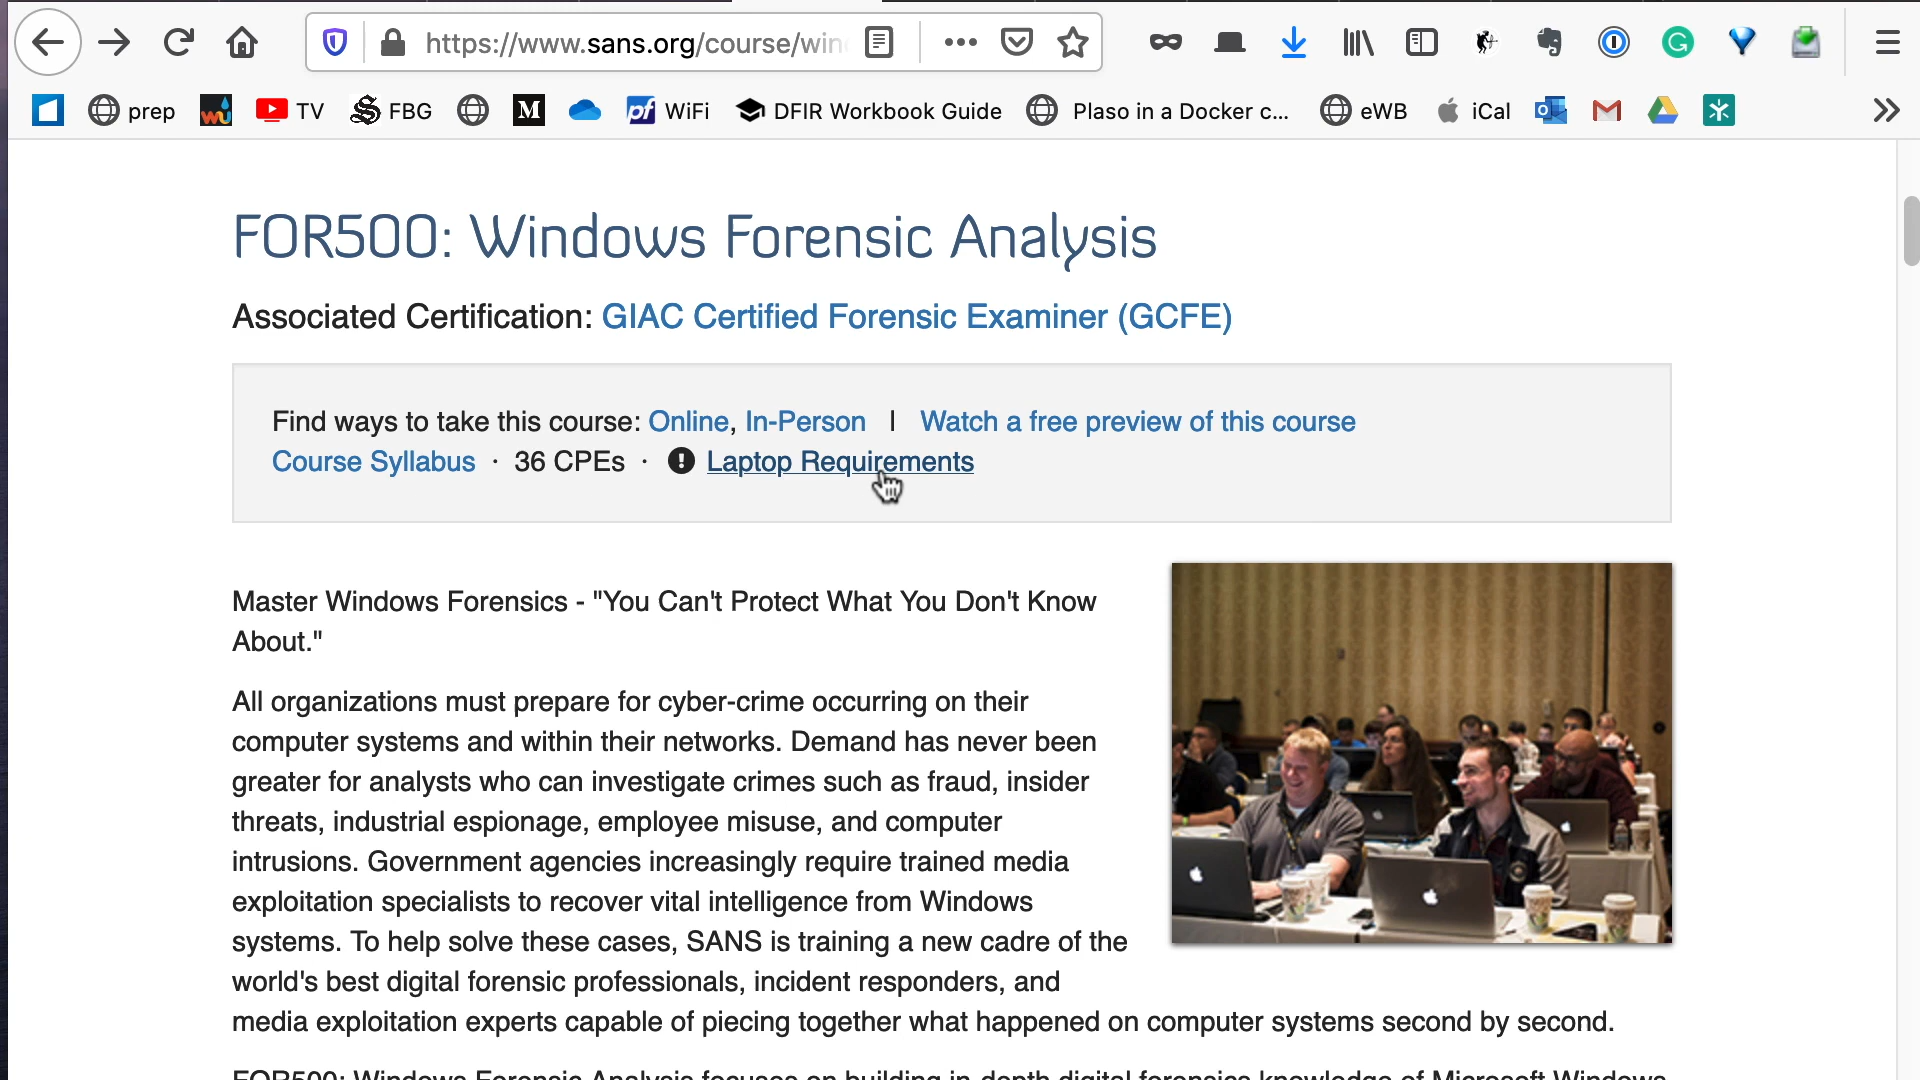 https://www.sans.org/course/win
prep
TV
FBG
M
pf WiFi
DFIR Workbook Guide
Plaso in a Docker c...
eWB
iCal
FOR500: Windows Forensic Analysis
Associated Certification: GIAC Certified Forensic Examiner (GCFE)
Find ways to take this course: Online, In-Person | Watch a free preview of this course
Course Syllabus · 36 CPEs · Laptop Requirements
Master Windows Forensics - "You Can't Protect What You Don't Know
About."
All organizations must prepare for cyber-crime occurring on their
computer systems and within their networks. Demand has never been
greater for analysts who can investigate crimes such as fraud, insider
threats, industrial espionage, employee misuse, and computer
intrusions. Government agencies increasingly require trained media
exploitation specialists to recover vital intelligence from Windows
systems. To help solve these cases, SANS is training a new cadre of the
world's best digital forensic professionals, incident responders, and
media exploitation experts capable of piecing together what happened on computer systems second by second.
FOR500: Windows Forensic Analysis focuses on building in-depth digital forensics knowledge of Microsoft Windows